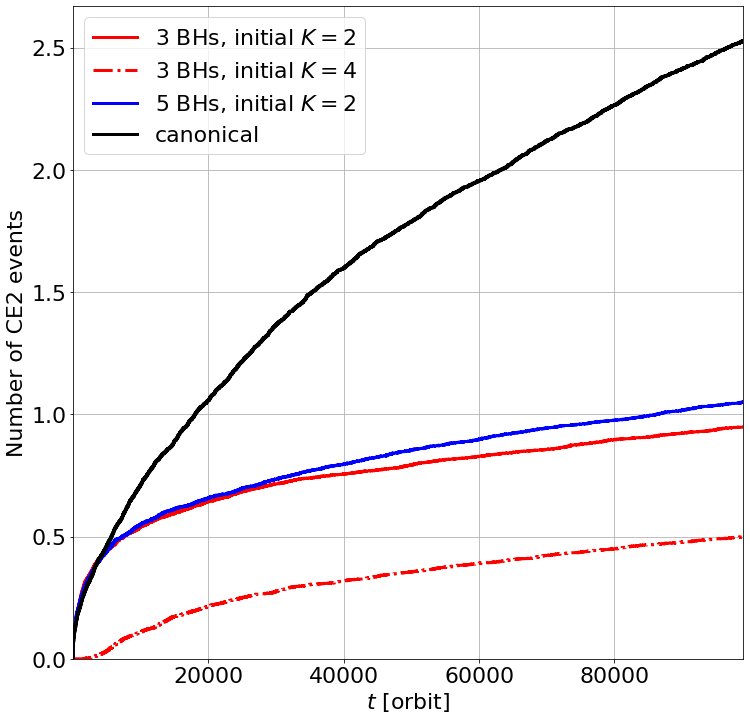 3 BHs, initial K = 2
3 BHs, initial K = 4
5 BHs, initial K = 2
canonical
Number of CE2 events
2.5
2.0
1.5
1.0
0.5
0.0
20000 40000 60000 80000
t [orbit]